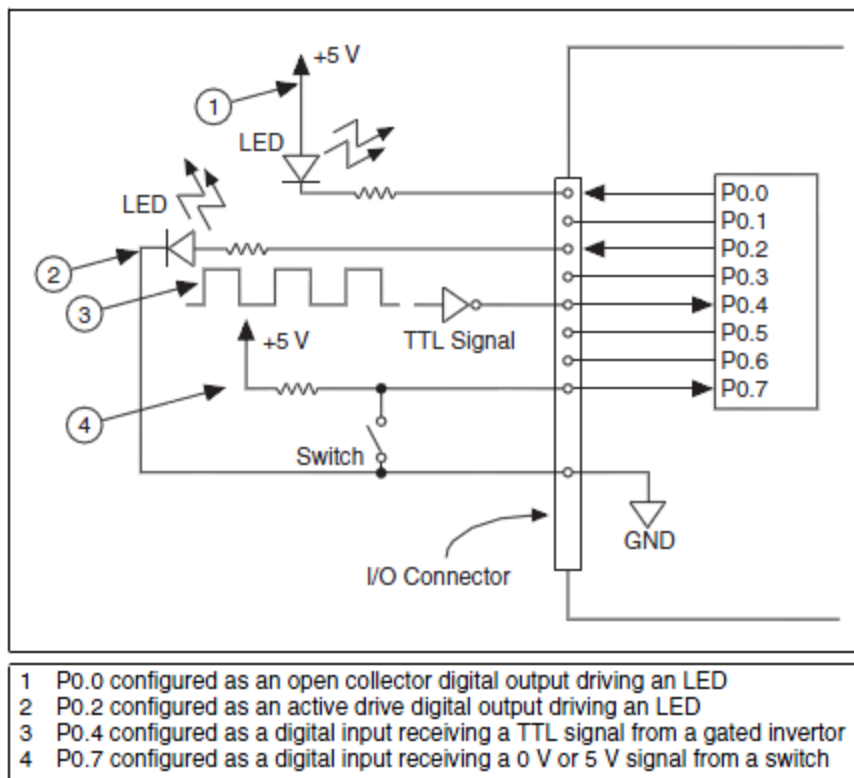 +5 V
1
LED
LED
P0.0
P0.1
P0.2
2
P0.3
3
P0.4
TTL Signal
+5 V
P0.5
P0.6
P0.7
4
Switch
GND
I/O Connector
1 P0.0 configured as an open collector digital output driving an LED
2 P0.2 configured as an active drive digital output driving an LED
3 P0.4 configured as a digital input receiving a TTL signal from a gated invertor
4 P0.7 configured as a digital input receiving a 0 V or 5 V signal from a switch